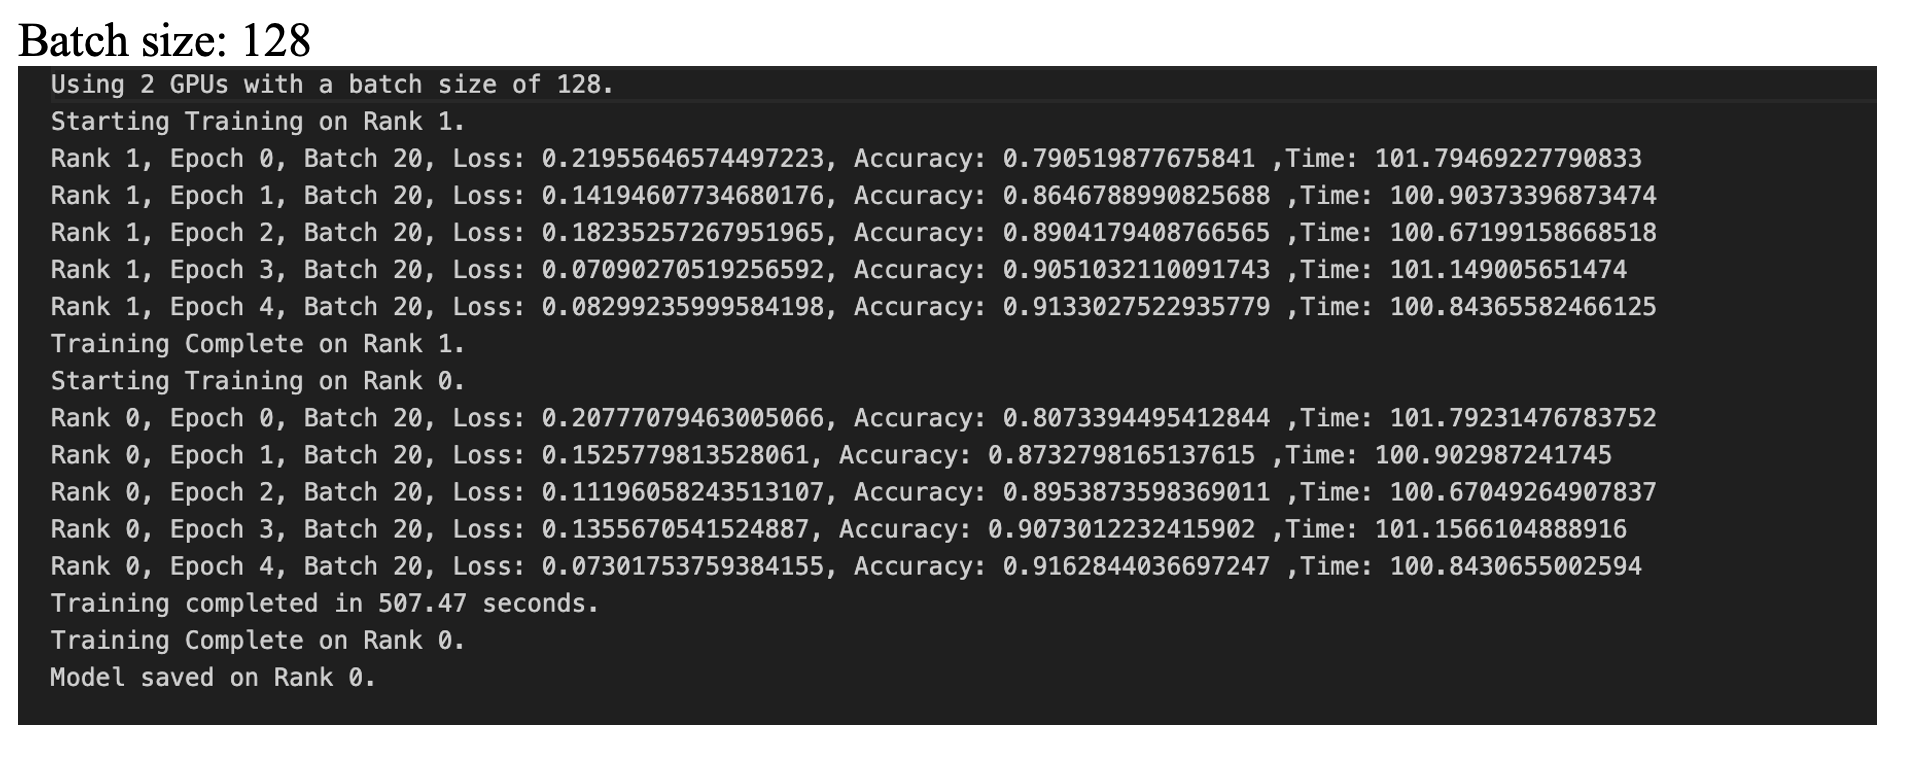 Batch size: 128
Using 2 GPUs with a batch size of 128.
Starting Training on Rank 1.
Rank 1, Epoch 0, Batch 20, Loss: 0.21955646574497223, Accuracy: 0.790519877675841 ,Time: 101.79469227790833
Rank 1, Epoch 1, Batch 20, Loss: 0.14194607734680176, Accuracy: 0.8646788990825688 ,Time: 100.90373396873474
Rank 1, Epoch 2, Batch 20, Loss: 0.18235257267951965, Accuracy: 0.8904179408766565 ,Time: 100.67199158668518
Rank 1, Epoch 3, Batch 20, Loss: 0.07090270519256592, Accuracy: 0.9051032110091743 ,Time: 101.149005651474
Rank 1, Epoch 4, Batch 20, Loss: 0.08299235999584198, Accuracy: 0.9133027522935779 ,Time: 100.84365582466125
Training Complete on Rank 1.
Starting Training on Rank 0.
Rank 0, Epoch 0, Batch 20, Loss: 0.20777079463005066, Accuracy: 0.8073394495412844 ,Time: 101.79231476783752
Rank 0, Epoch 1, Batch 20, Loss: 0.1525779813528061, Accuracy: 0.8732798165137615 ,Time: 100.902987241745
Rank 0, Epoch 2, Batch 20, Loss: 0.11196058243513107, Accuracy: 0.8953873598369011 ,Time: 100.67049264907837
Rank 0, Epoch 3, Batch 20, Loss: 0.1355670541524887, Accuracy: 0.9073012232415902 ,Time: 101.1566104888916
Rank 0, Epoch 4, Batch 20, Loss: 0.07301753759384155, Accuracy: 0.9162844036697247 ,Time: 100.8430655002594
Training completed in 507.47 seconds.
Training Complete on Rank 0.
Model saved on Rank 0.